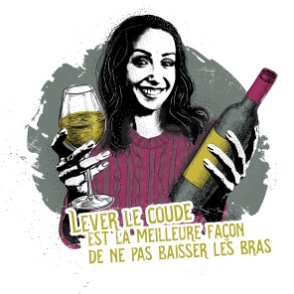 LEVER LE COUDE
EST LA MEILLEURE FAÇON
DE NE PAS BAISSER LES BRAS